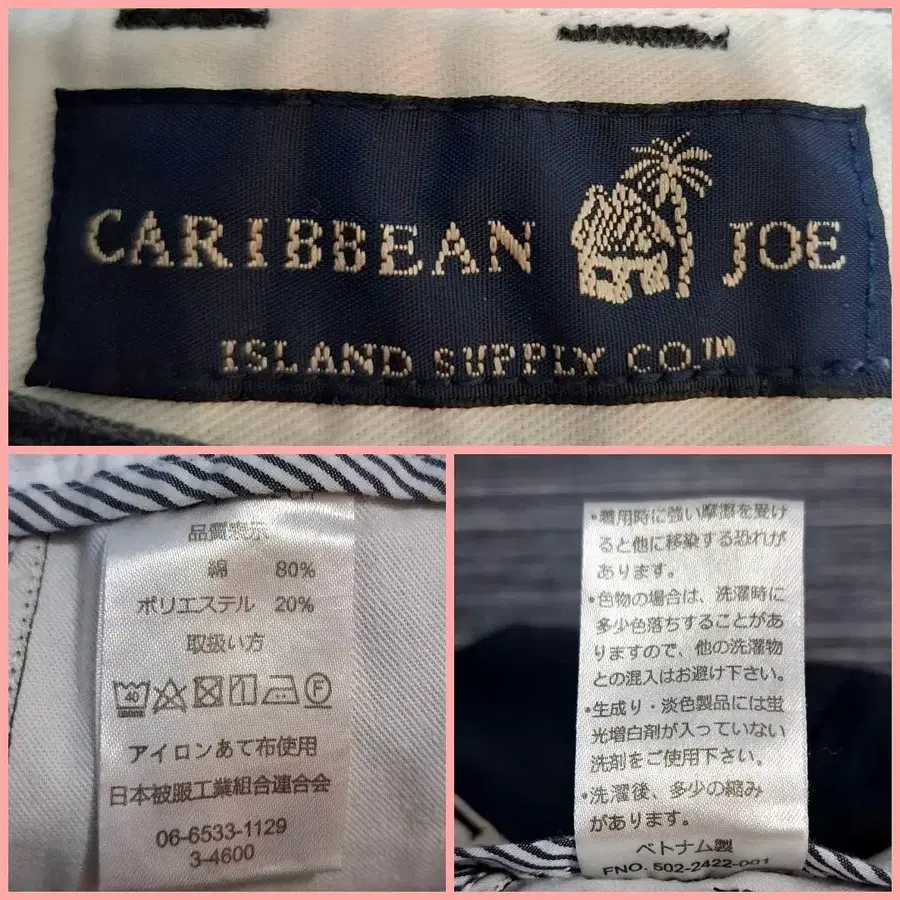 CARIBBEAN JOE
ISLAND SUPPLY CO.™
品質表示
綿 80%
ポリエステル 20%
取扱い方
40
F
アイロンあて布使用
日本被服工業組合連合会
06-6533-1129
3-4600
・着用時に強い摩擦を受け
ると他に移染する恐れが
あります。
・色物の場合は、洗濯時に
多少色落ちすることがあ
りますので、他の洗濯物
との混入はお避け下さい。
・生成り・淡色製品には蛍
光増白剤が入っていない
洗剤をご使用下さい。
・洗濯後、多少の縮み
があります。
ベトナム製
FNO. 502-2422-001